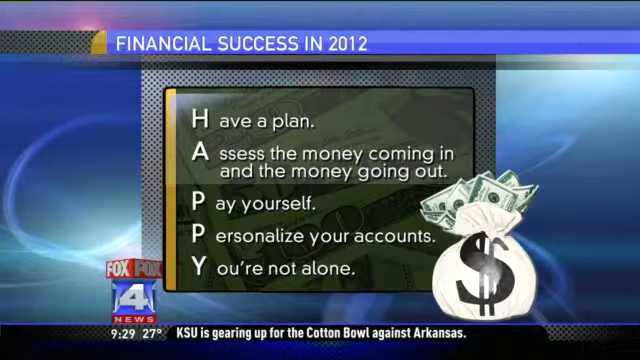 FINANCIAL SUCCESS IN 2012
H ave a plan.
A ssess the money coming in
and the money going out.
P ay yourself.
P ersonalize your accounts.
Y ou're not alone.
$
FOX FOX
4
NEWS
9:29 27° KSU is gearing up for the Cotton Bowl against Arkansas.